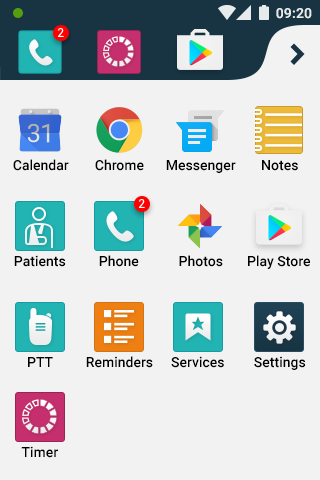 09:20
2
31
Calendar Chrome Messenger Notes
2
Patients Phone Photos Play Store
PTT Reminders Services Settings
Timer